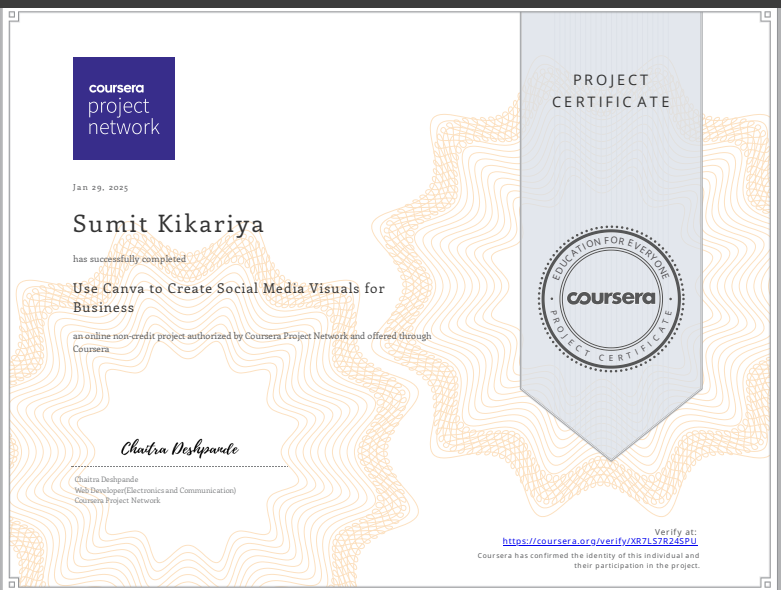 coursera
project
network
PROJECT
CERTIFICATE
Jan 29, 2025
Sumit Kikariya
has successfully completed
Use Canva to Create Social Media Visuals for
Business
an online non-credit project authorized by Coursera Project Network and offered through
Coursera
EDUCATION FOR EVERYONE
coursera
PROJECT CERTIFICATE
Chaitra Deshpande
Chaitra Deshpande
Web Developer(Electronics and Communication)
Coursera Project Network
Verify at:
https://coursera.org/verify/XR7LS7R24SPU
Coursera has confirmed the identity of this individual and
their participation in the project.